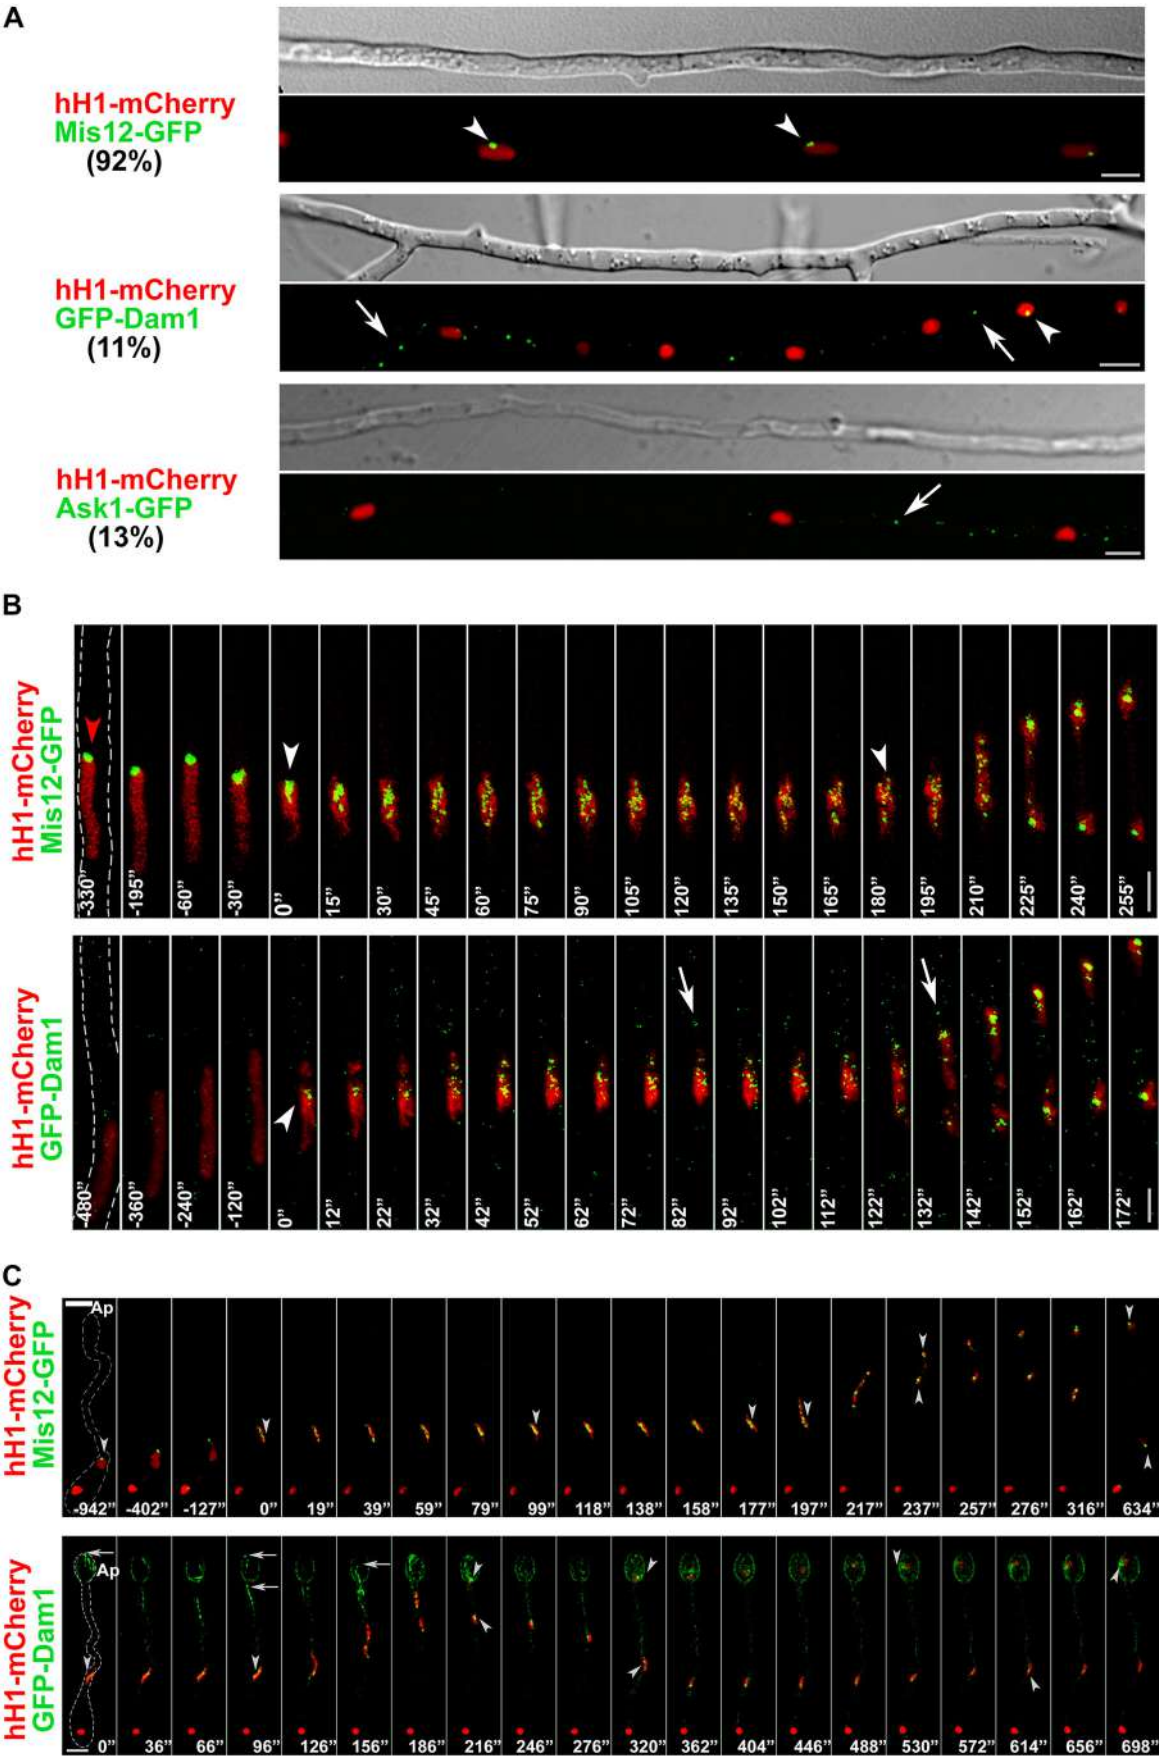 A
hH1-mCherry
Mis12-GFP
(92%)
hH1-mCherry
GFP-Dam1
(11%)
hH1-mCherry
Ask1-GFP
(13%)
B
hH1-mCherry
Mis12-GFP
-330” -195” -60” -30” 0” 15” 30” 45” 60” 75” 90” 105” 120” 135” 150” 165” 180” 195” 210” 225” 240” 255”
hH1-mCherry
GFP-Dam1
-480” -360” -240” -120” 0” 12” 22” 32” 42” 52” 62” 72” 82” 92” 102” 112” 122” 132” 142” 152” 162” 172”
C
hH1-mCherry
Mis12-GFP
Ap
-942” -402” -127” 0” 19” 39” 59” 79” 99” 118” 138” 158” 177” 197” 217” 237” 257” 276” 316” 634”
hH1-mCherry
GFP-Dam1
Ap
0” 36” 66” 96” 126” 156” 186” 216” 246” 276” 320” 362” 404” 446” 488” 530” 572” 614” 656” 698”